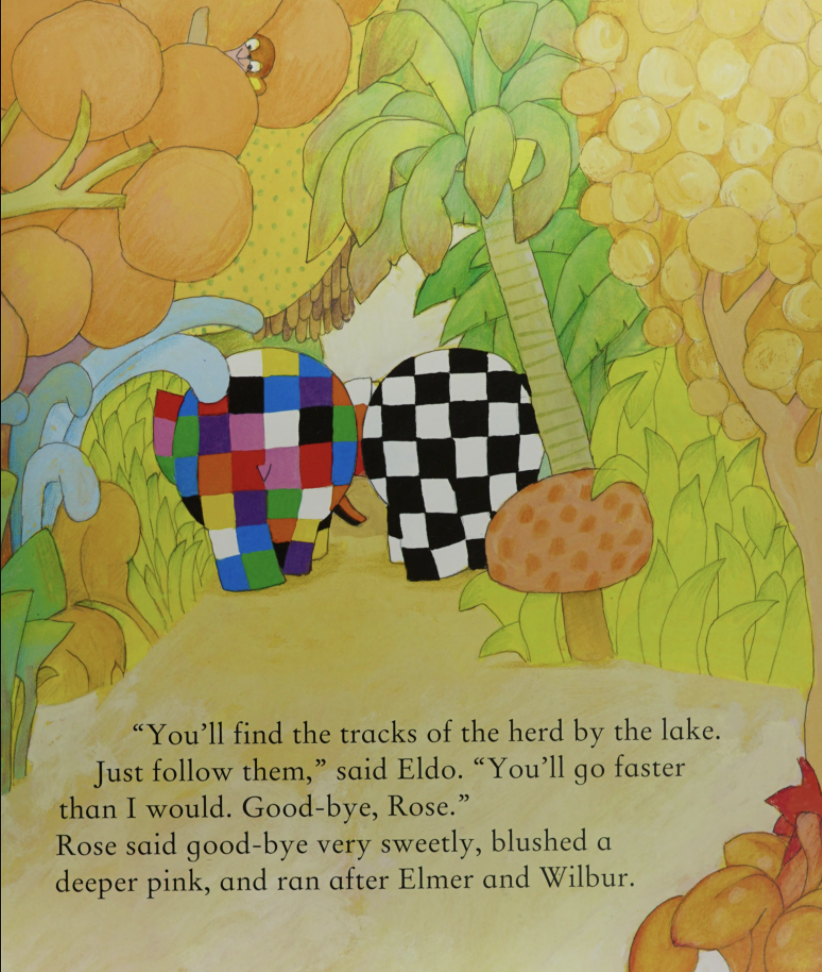 “You’ll find the tracks of the herd by the lake.
Just follow them,” said Eldo. “You’ll go faster
than I would. Good-bye, Rose.”
Rose said good-bye very sweetly, blushed a
deeper pink, and ran after Elmer and Wilbur.